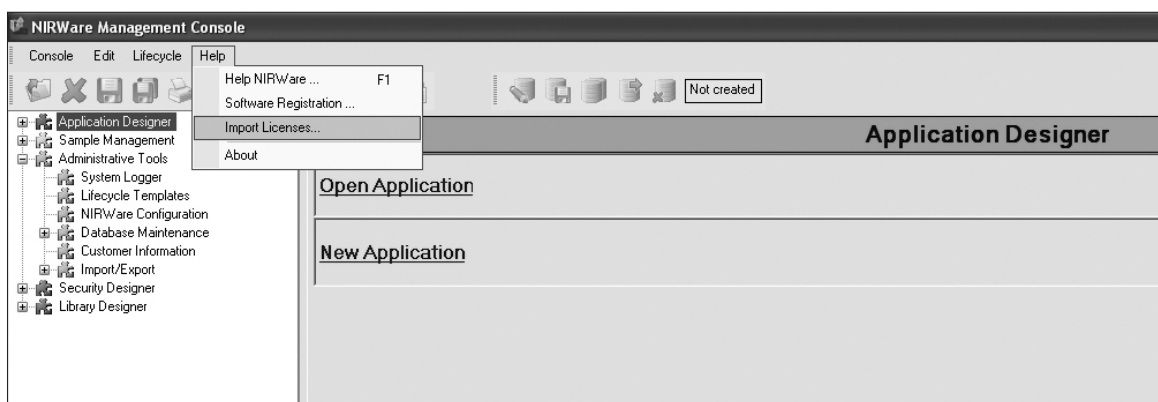 NIRWare Management Console
Console Edit Lifecycle Help
Help NIRWare ... F1
Software Registration ...
Import Licenses...
About
Not created
Application Designer
Sample Management
Administrative Tools
System Logger
Lifecycle Templates
NIRWare Configuration
Database Maintenance
Customer Information
Import/Export
Security Designer
Library Designer
Application Designer
Open Application
New Application